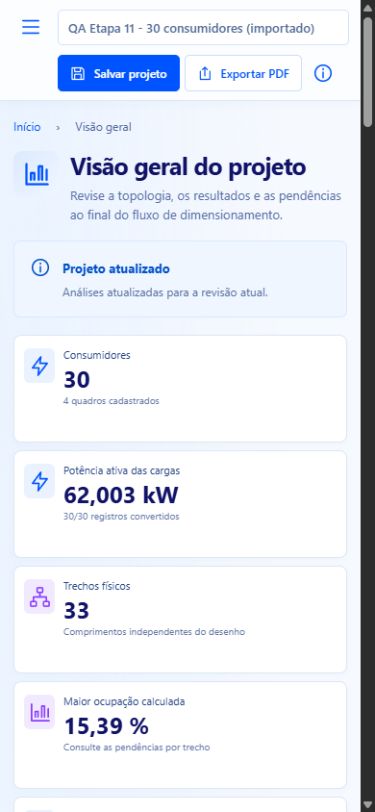 QA Etapa 11 - 30 consumidores (importado)
Salvar projeto
Exportar PDF
Início › Visão geral
Visão geral do projeto
Revise a topologia, os resultados e as pendências
ao final do fluxo de dimensionamento.
Projeto atualizado
Análises atualizadas para a revisão atual.
Consumidores
30
4 quadros cadastrados
Potência ativa das cargas
62,003 kW
30/30 registros convertidos
Trechos físicos
33
Comprimentos independentes do desenho
Maior ocupação calculada
15,39 %
Consulte as pendências por trecho